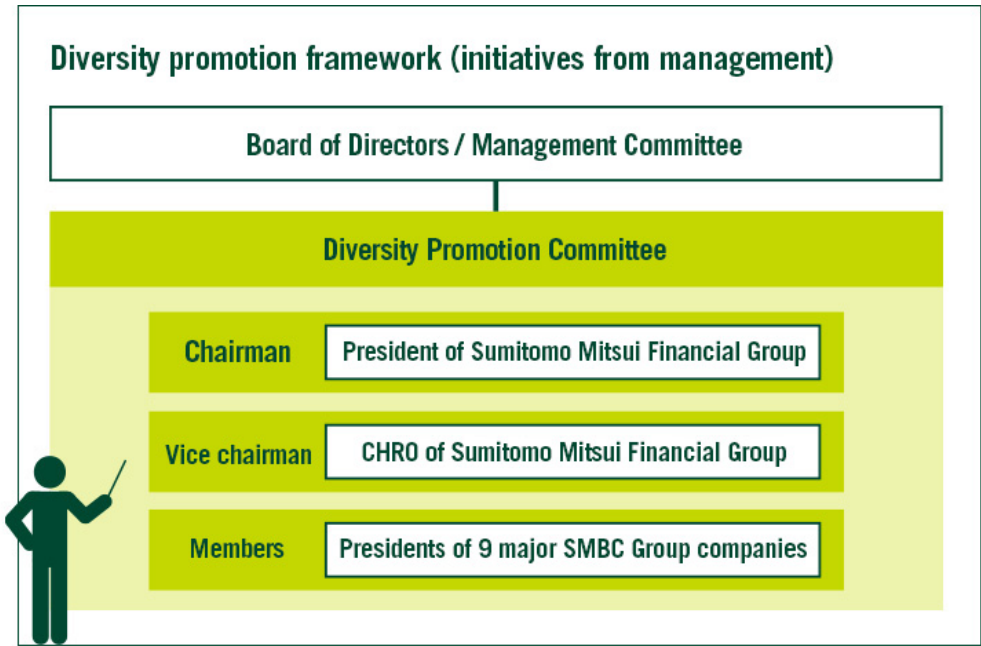 Diversity promotion framework (initiatives from management)
Board of Directors / Management Committee
Diversity Promotion Committee
Chairman
President of Sumitomo Mitsui Financial Group
Vice chairman
CHRO of Sumitomo Mitsui Financial Group
Members
Presidents of 9 major SMBC Group companies